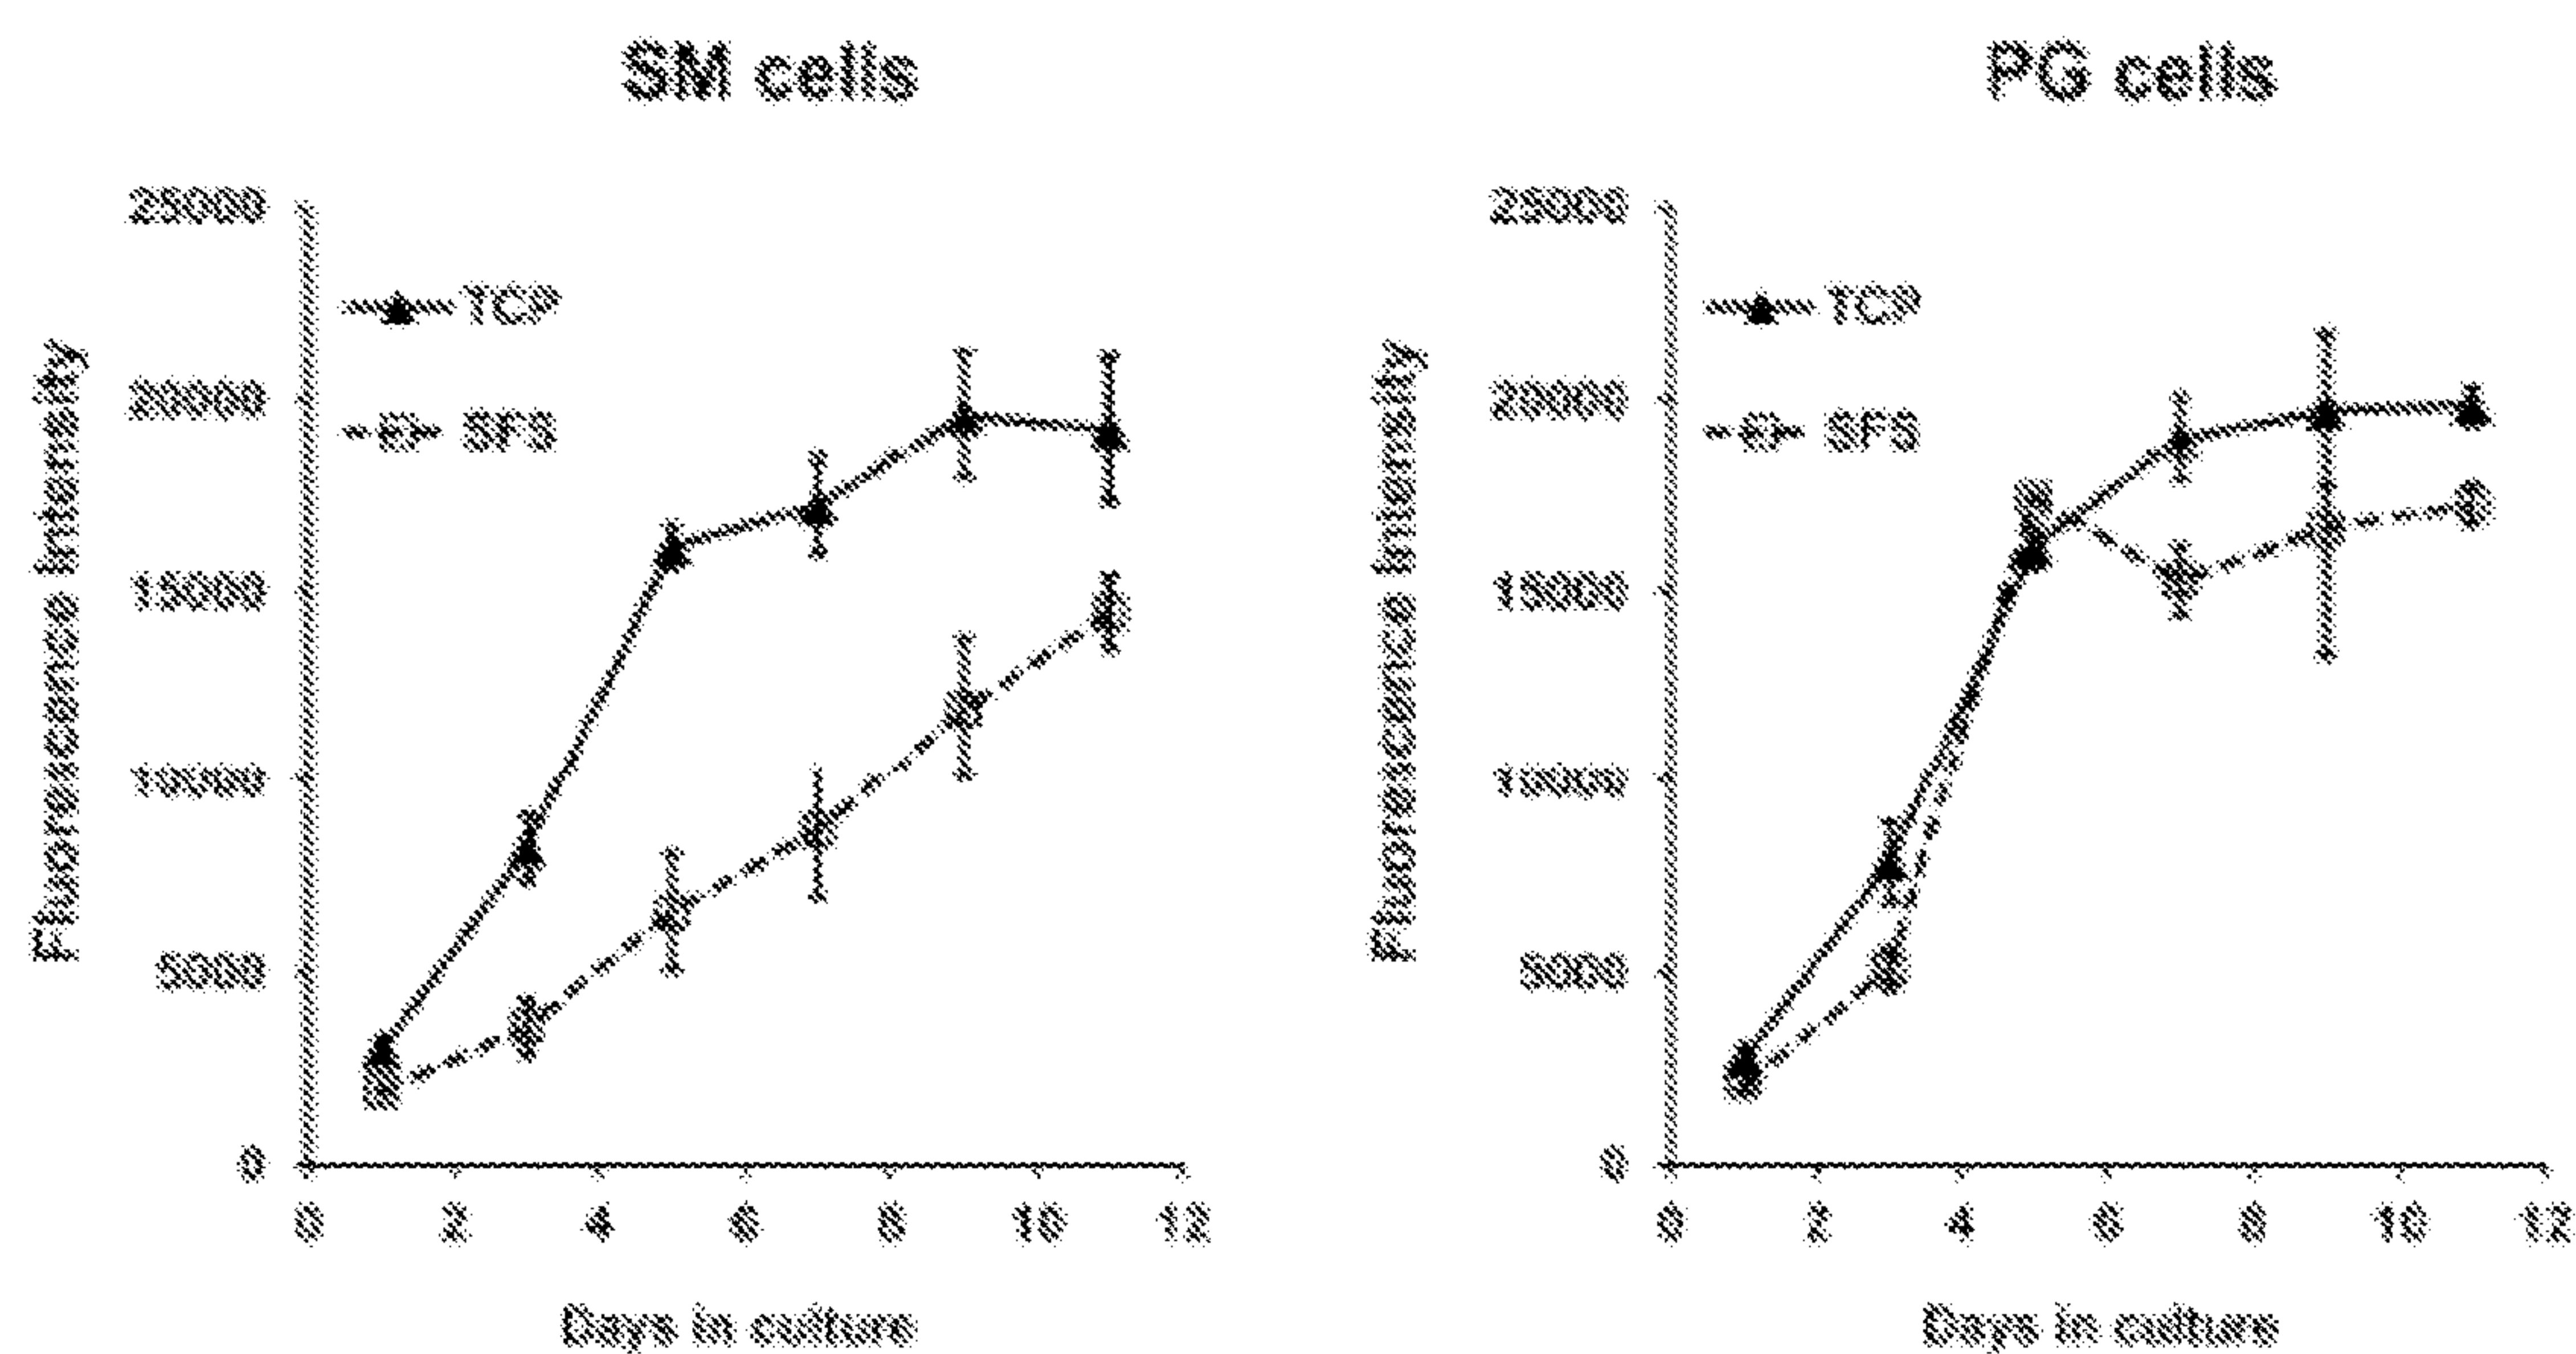 SM cells
25000
20000
15000
10000
5000
0
Fluorescence Intensity
TCP
SFS
0 2 4 6 8 10 12
Days in culture
PG cells
25000
20000
15000
10000
5000
0
Fluorescence Intensity
TCP
SFS
0 2 4 6 8 10 12
Days in culture